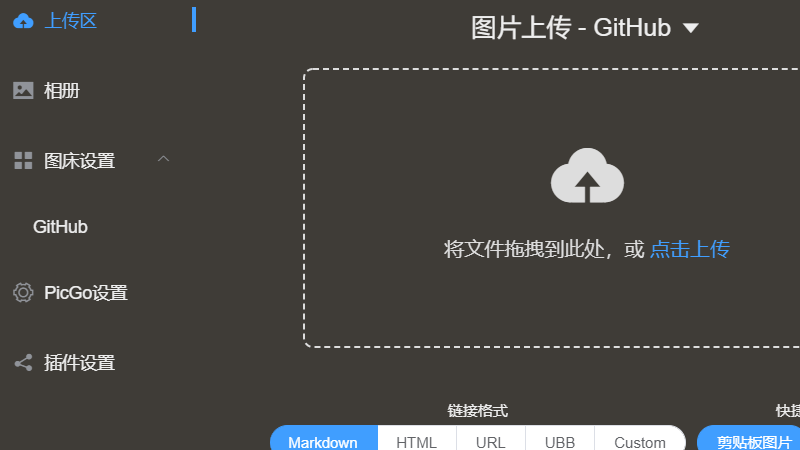 上传区
相册
图床设置
GitHub
PicGo设置
插件设置
图片上传 - GitHub
将文件拖拽到此处，或 点击上传
链接格式
Markdown HTML URL UBB Custom
快捷
剪贴板图片